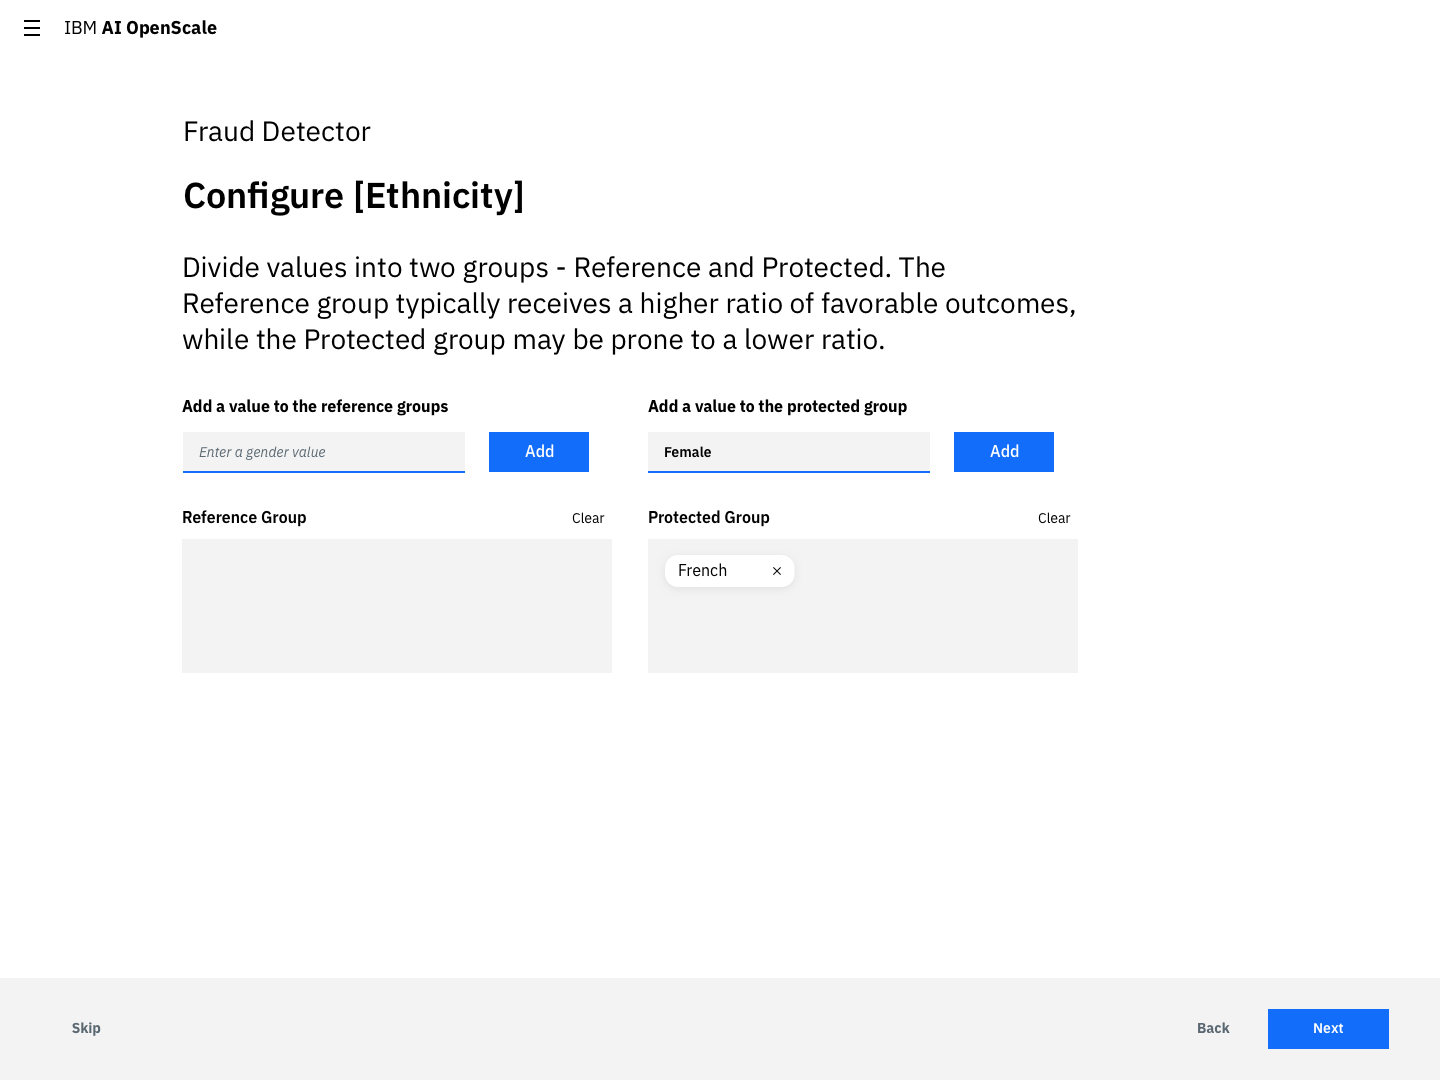 IBM AI OpenScale
Fraud Detector
Configure [Ethnicity]
Divide values into two groups - Reference and Protected. The
Reference group typically receives a higher ratio of favorable outcomes,
while the Protected group may be prone to a lower ratio.
Add a value to the reference groups
Enter a gender value
Add
Add a value to the protected group
Female
Add
Reference Group
Clear
Protected Group
Clear
French
Skip
Back
Next